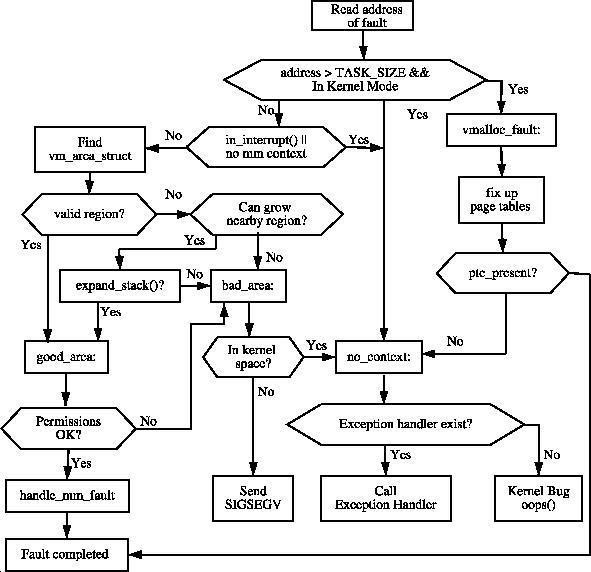 Read address
of fault
address > TASK_SIZE &&
In Kernel Mode
Yes
No
Yes
vmalloc_fault:
No
in_interrupt() ||
no mm context
Yes
Find
vm_area_struct
fix up
page tables
No
Can grow
nearby region?
valid region?
Yes
Yes
No
pte_present?
expand_stack()?
No
bad_area:
Yes
No
good_area:
In kernel
space?
Yes
no_context:
No
Permissions
OK?
No
Exception handler exist?
Yes
Yes
No
handle_mm_fault
Send
SIGSEGV
Call
Exception Handler
Kernel Bug
oops()
Fault completed